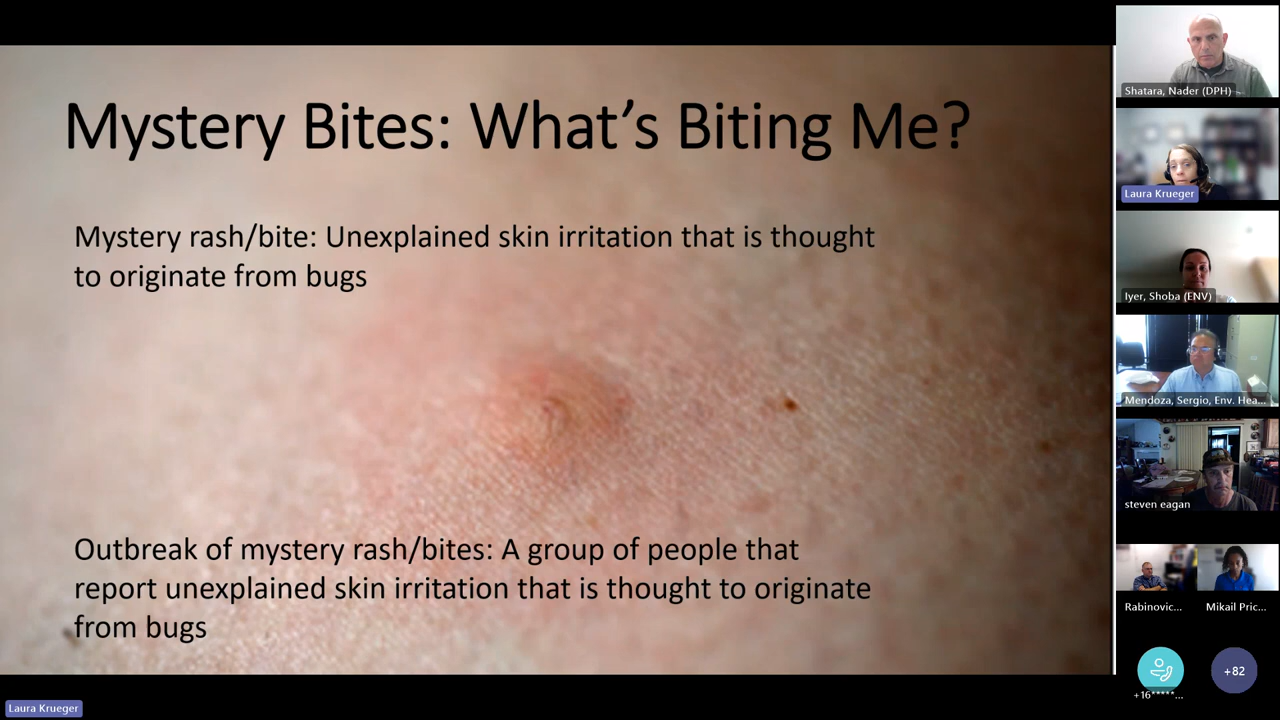 Mystery Bites: What's Biting Me?
Mystery rash/bite: Unexplained skin irritation that is thought
to originate from bugs
Outbreak of mystery rash/bites: A group of people that
report unexplained skin irritation that is thought to originate
from bugs
Shatara, Nader (DPH)
Laura Krueger
Iyer, Shoba (ENV)
Mendoza, Sergio, Env. Hea...
steven eagan
Rabinovic...
Mikail Pric...
+16*****...
+82
Laura Krueger